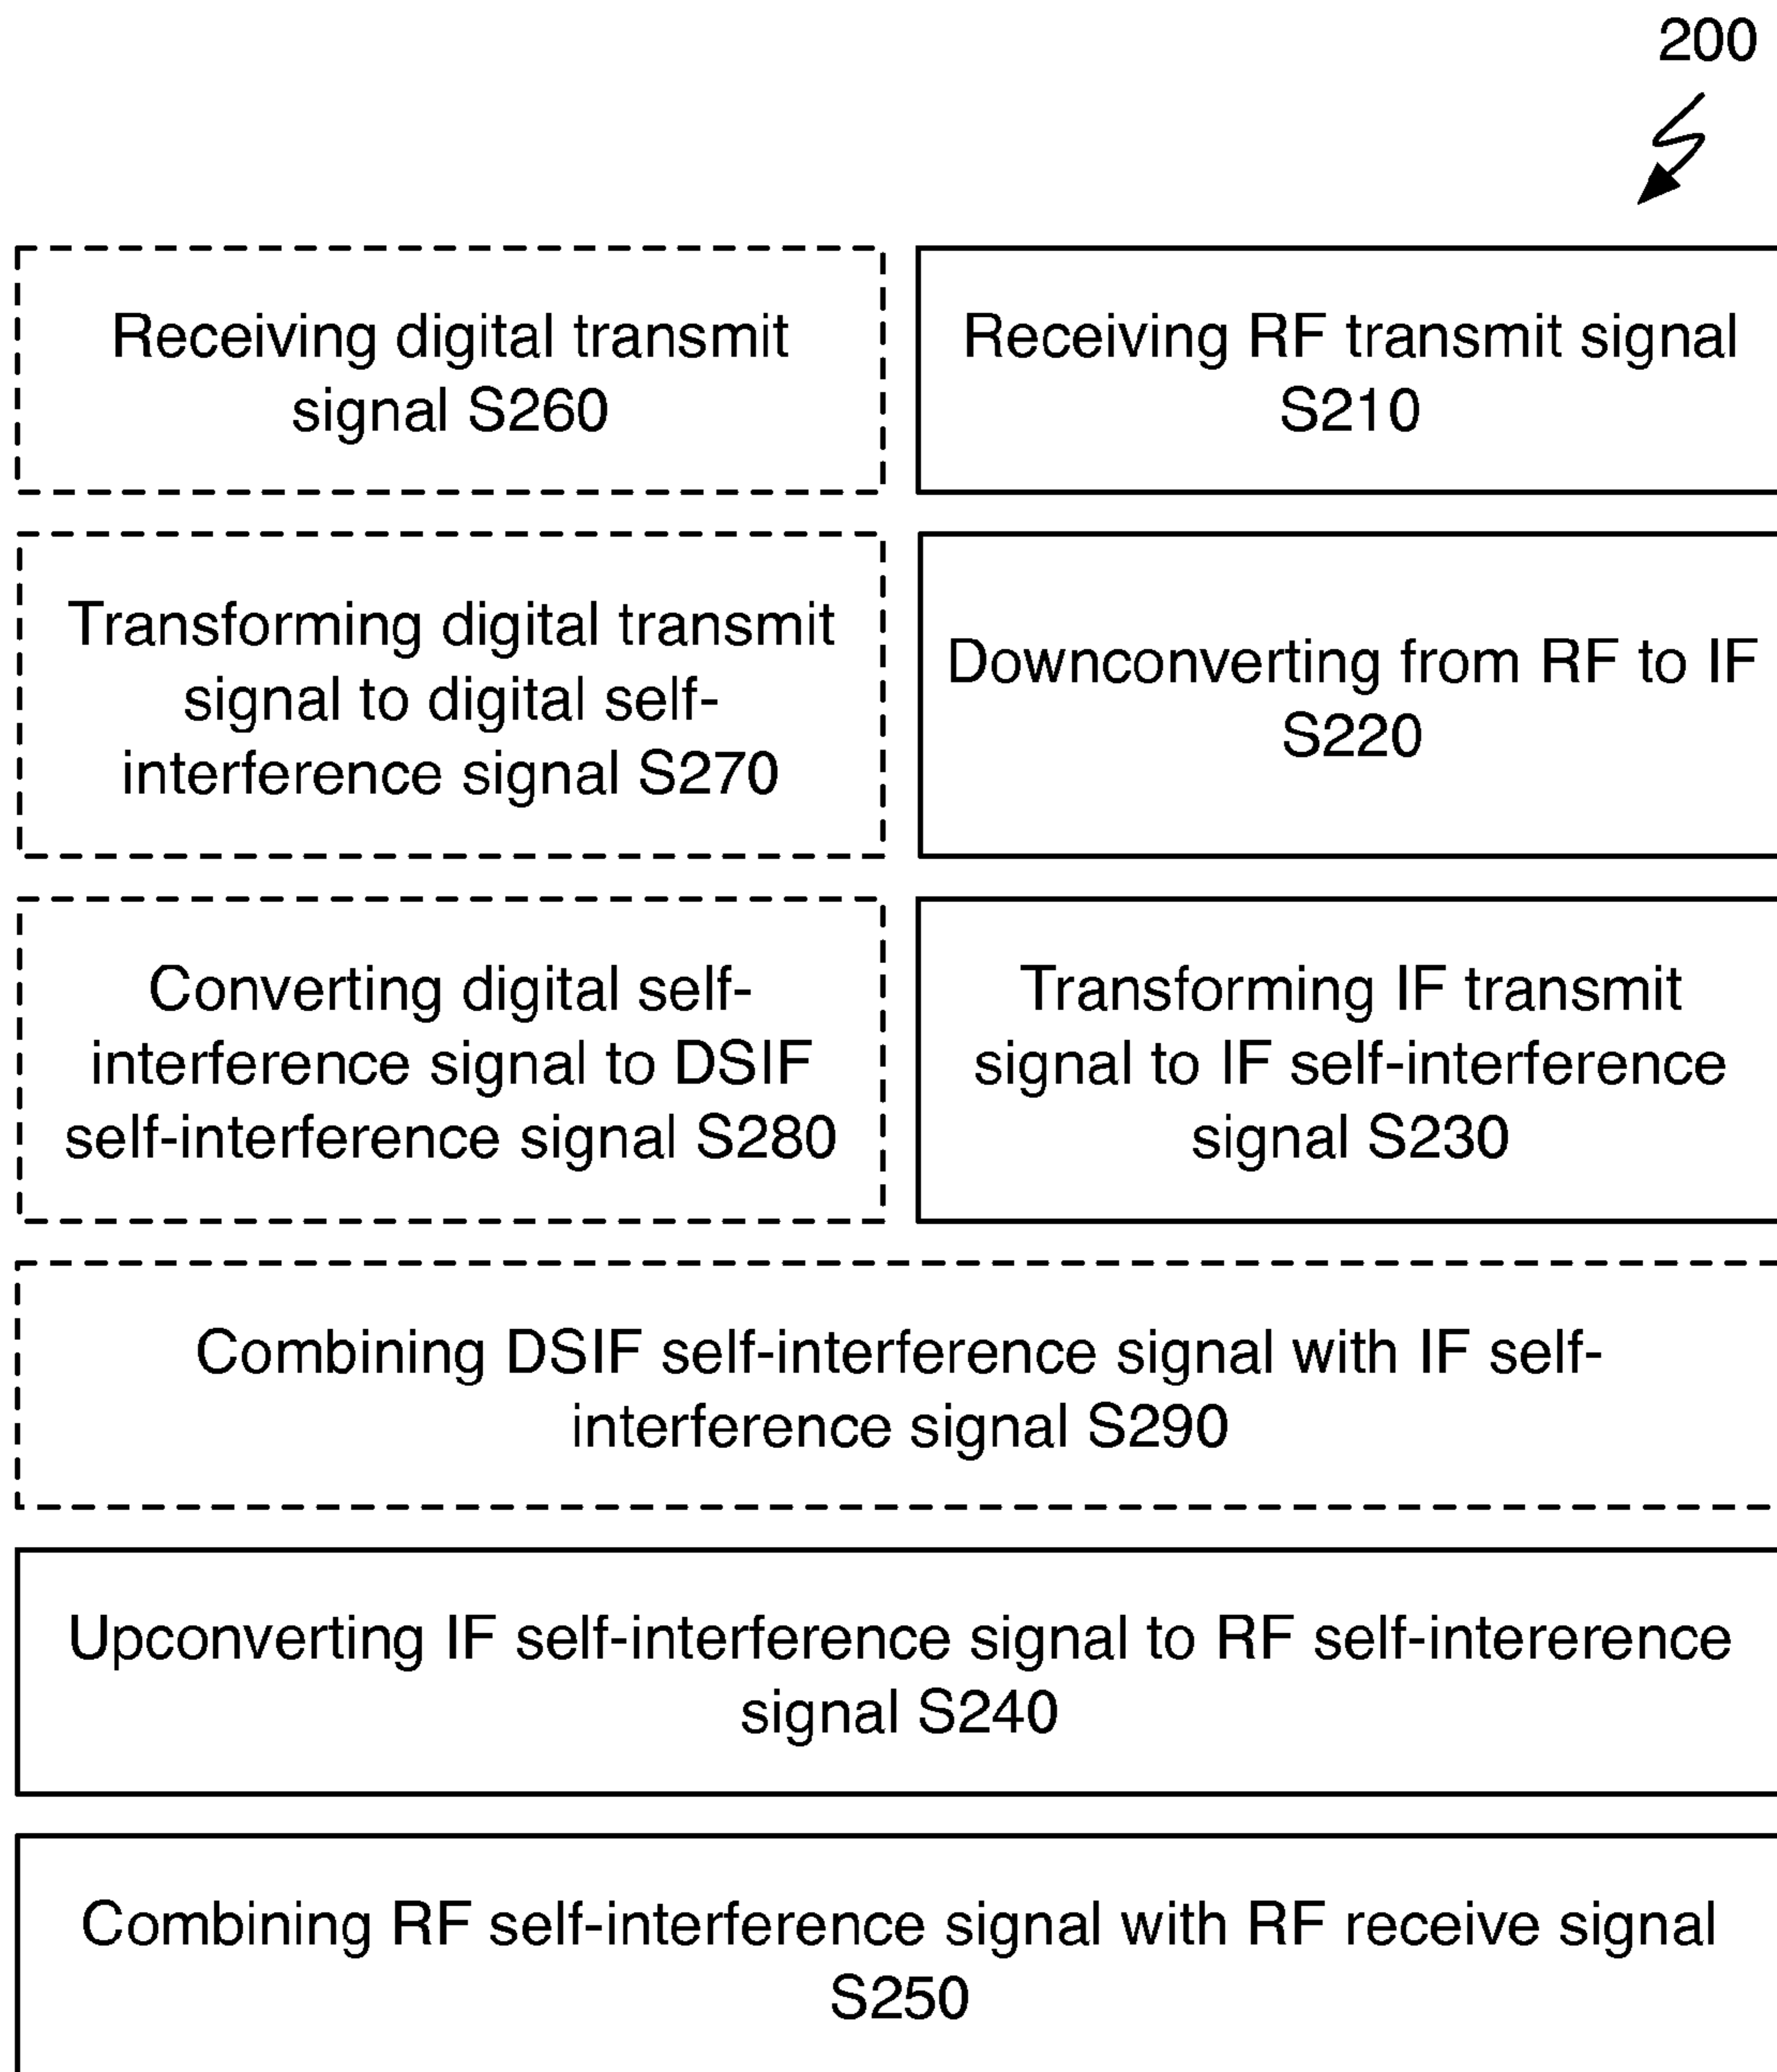 200
Receiving digital transmit
signal S260
Receiving RF transmit signal
S210
Transforming digital transmit
signal to digital self-
interference signal S270
Downconverting from RF to IF
S220
Converting digital self-
interference signal to DSIF
self-interference signal S280
Transforming IF transmit
signal to IF self-interference
signal S230
Combining DSIF self-interference signal with IF self-
interference signal S290
Upconverting IF self-interference signal to RF self-intererence
signal S240
Combining RF self-interference signal with RF receive signal
S250